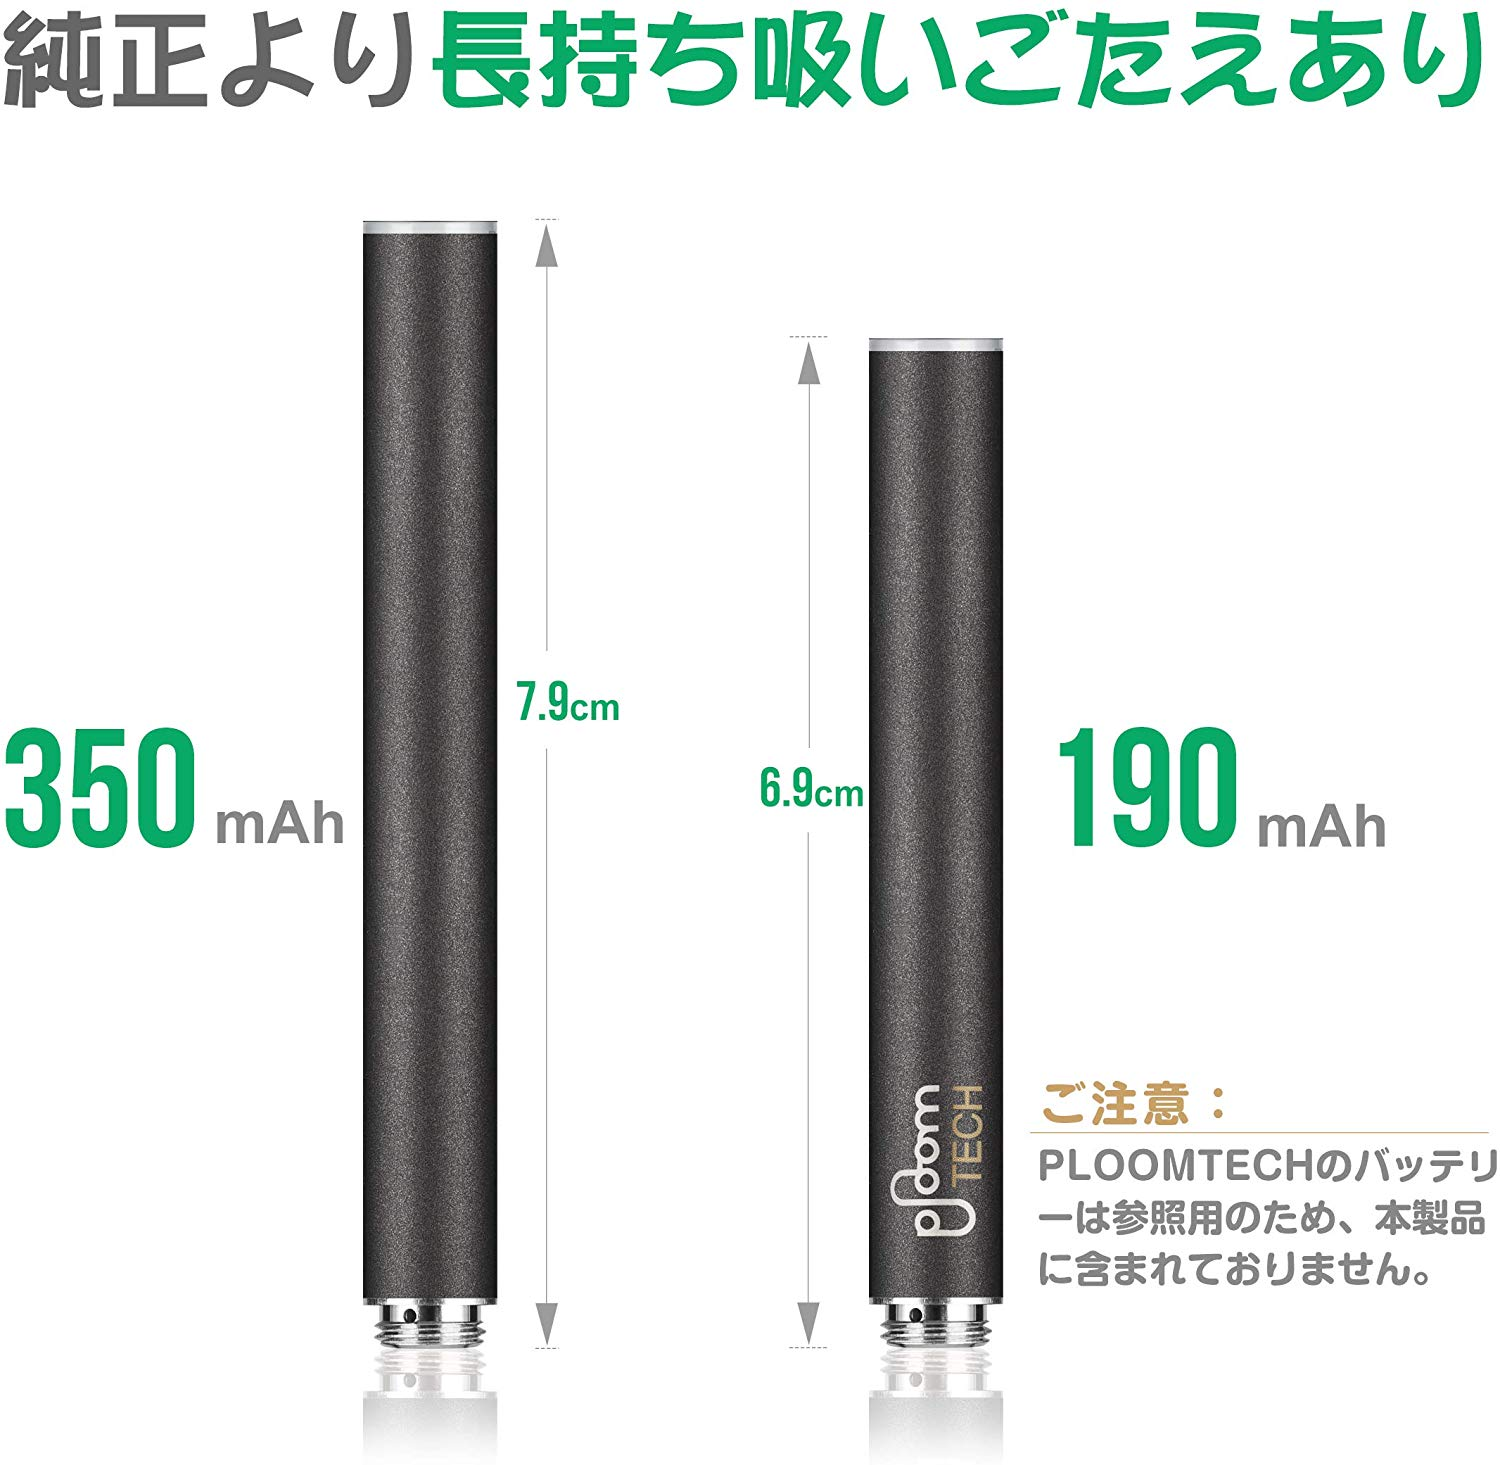 純正より長持ち吸いごたえあり
7.9cm
350 mAh
6.9cm
190 mAh
ploom
TECH
ご注意：
PLOOMTECHのバッテリ
ーは参照用のため、本製品
に含まれておりません。